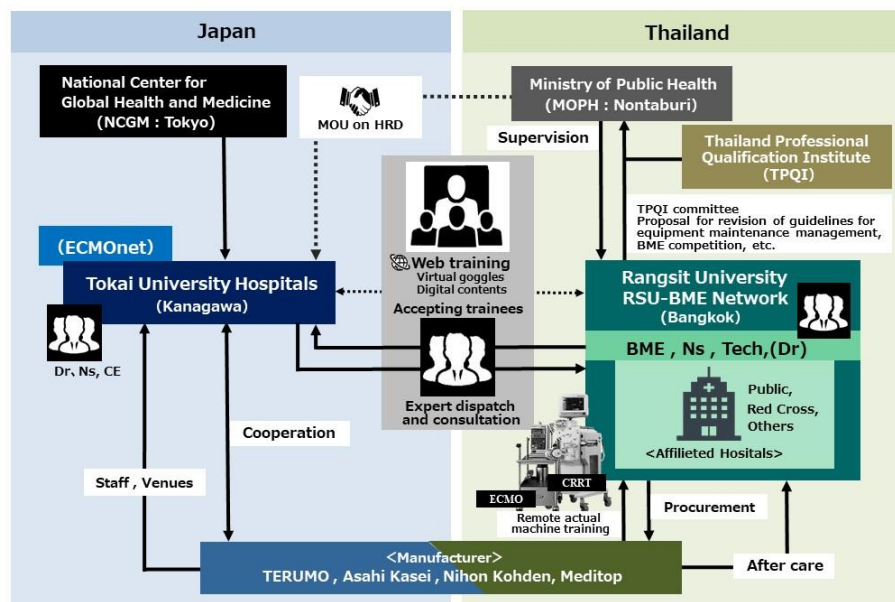 Japan
Thailand
National Center for
Global Health and Medicine
(NCGM : Tokyo)
MOU on HRD
Ministry of Public Health
(MOPH : Nontaburi)
Supervision
Thailand Professional
Qualification Institute
(TPQI)
TPQI committee
Proposal for revision of guidelines for
equipment maintenance management,
BME competition, etc.
(ECMOnet)
Tokai University Hospitals
(Kanagawa)
Dr、Ns, CE
Web training
Virtual goggles
Digital contents
Accepting trainees
Expert dispatch
and consultation
Rangsit University
RSU-BME Network
(Bangkok)
BME , Ns , Tech,(Dr)
Public,
Red Cross,
Others
<Affilieted Hositals>
Cooperation
Staff , Venues
ECMO
CRRT
Remote actual
machine training
Procurement
After care
<Manufacturer>
TERUMO , Asahi Kasei , Nihon Kohden, Meditop